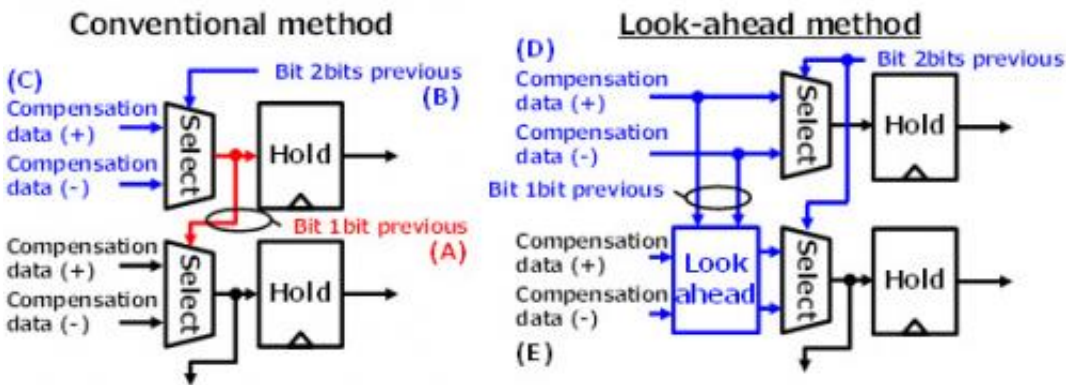 Conventional method
(C)
Bit 2bits previous
(B)
Compensation
data (+)
Compensation
data (-)
Select
Hold
Bit 1bit previous
(A)
Compensation
data (+)
Compensation
data (-)
Select
Hold
Look-ahead method
(D)
Bit 2bits previous
Compensation
data (+)
Compensation
data (-)
Select
Hold
Bit 1bit previous
Compensation
data (+)
Compensation
data (-)
Look
ahead
Select
Hold
(E)